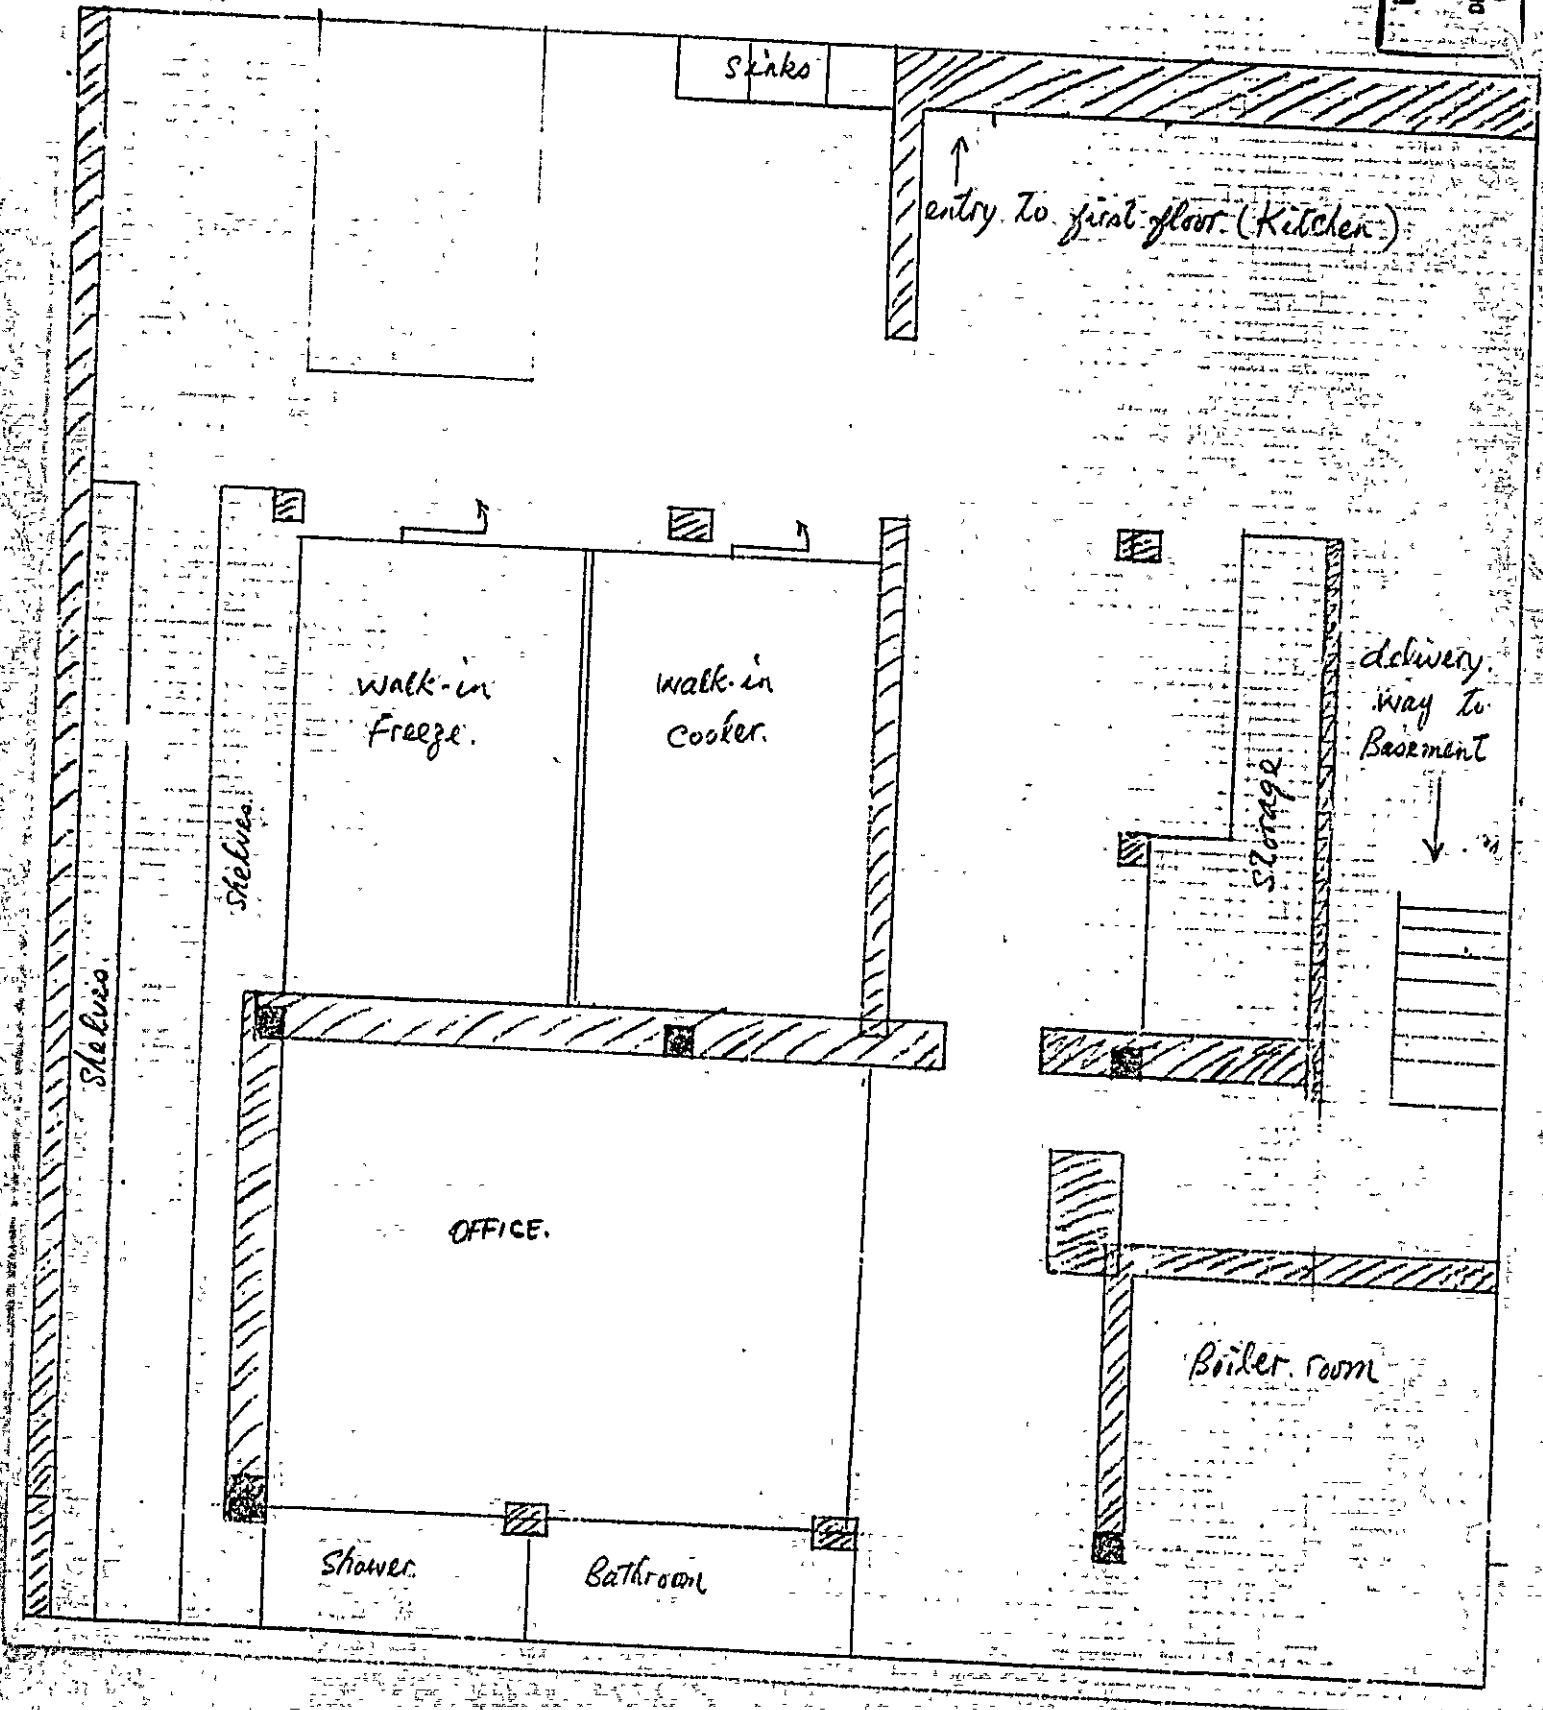 sinks
entry to first floor (Kitchen)
walk-in
Freeze.
walk-in
Cooler.
delivery
way to
Basement
Storage
Shelves.
Shelves.
OFFICE.
Boiler room
Shower.
Bathroom